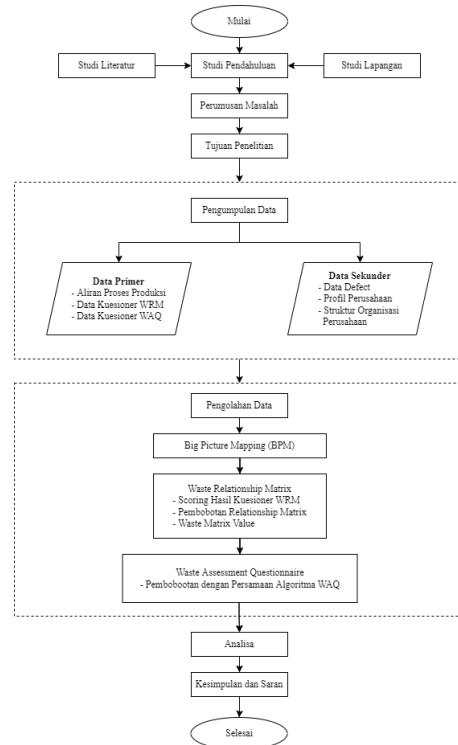 Mulai
Studi Literatur
Studi Pendahuluan
Studi Lapangan
Perumusan Masalah
Tujuan Penelitian
Pengumpulan Data
Data Primer
- Aliran Proses Produksi
- Data Kuesioner WRM
- Data Kuesioner WAQ
Data Sekunder
- Data Defect
- Profil Perusahaan
- Struktur Organisasi
Perusahaan
Pengolahan Data
Big Picture Mapping (BPM)
Waste Relationship Matrix
- Scoring Hasil Kuesioner WRM
- Pembobotan Relationship Matrix
- Waste Matrix Value
Waste Assessment Questionnaire
- Pembobootan dengan Persamaan Algoritma WAQ
Analisa
Kesimpulan dan Saran
Selesai